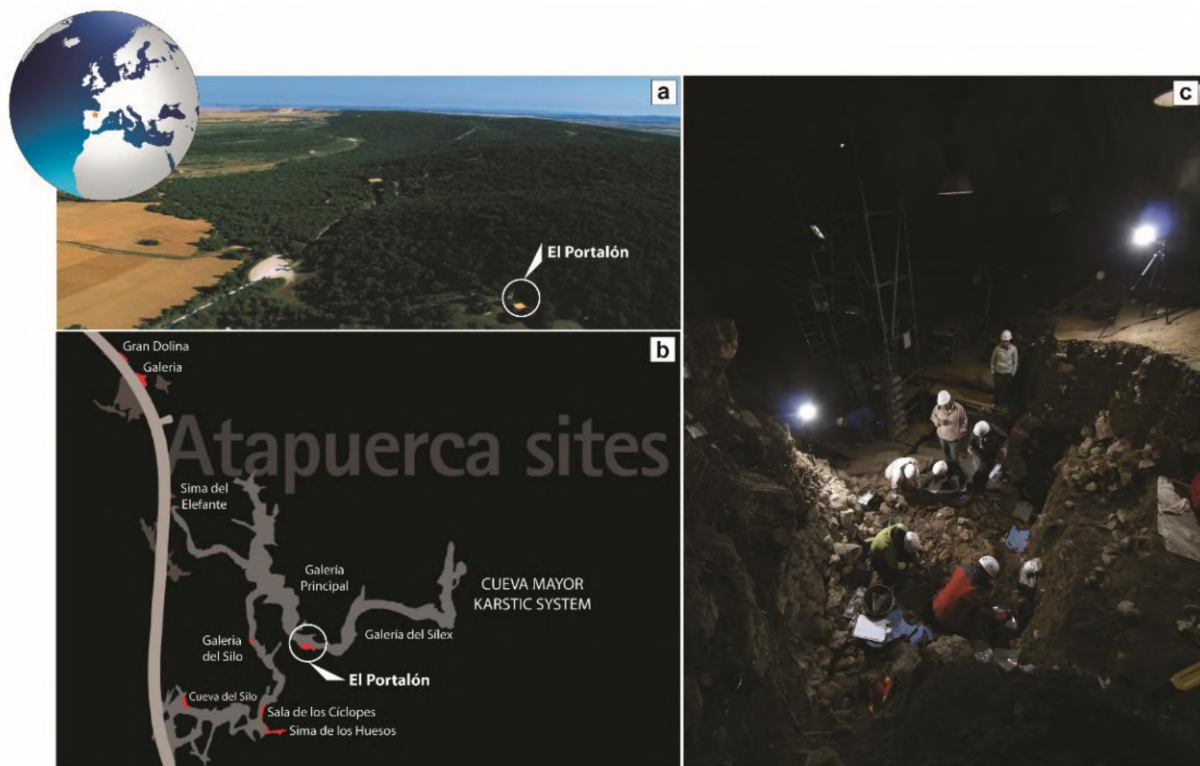 a
El Portalón
b
Gran Dolina
Galeria
Atapuerca sites
Sima del
Elefante
Galería
Principal
CUEVA MAYOR
KARSTIC SYSTEM
Galería del Sílex
Galeria
del Silo
El Portalón
Cueva del Silo
Sala de los Cíclopes
Sima de los Huesos
c